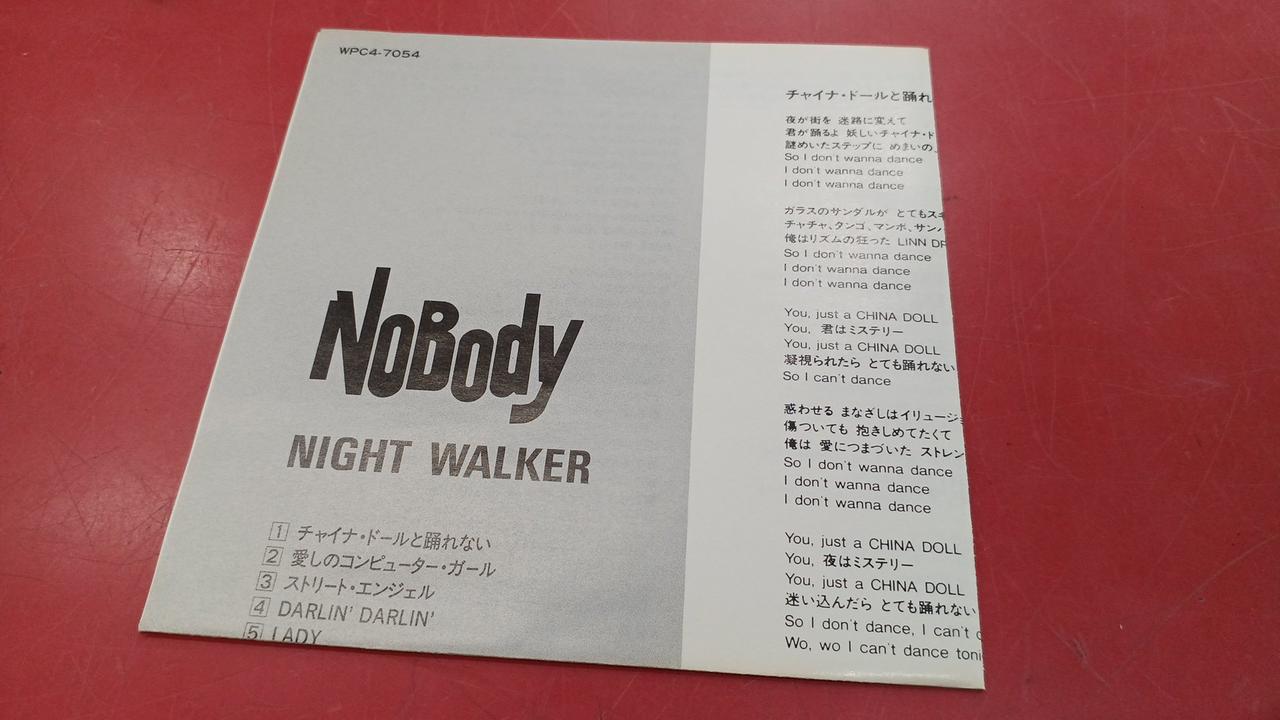 WPC4-7054
NoBody
NIGHT WALKER
1 チャイナ・ドールと踊れない
2 愛しのコンピューター・ガール
3 ストリート・エンジェル
4 DARLIN' DARLIN'
5 LADY
チャイナ・ドールと踊れ
夜が街を 迷路に変えて
君が踊るよ 妖しいチャイナ・ド
謎めいたステップに めまいの
So I don't wanna dance
I don't wanna dance
I don't wanna dance
ガラスのサンダルが とてもスキ
チャチャ、タンゴ、マンボ、サン
俺はリズムの狂った LINN DR
So I don't wanna dance
I don't wanna dance
I don't wanna dance
You, just a CHINA DOLL
You, 君はミステリー
You, just a CHINA DOLL
凝視られたら とても踊れない
So I can't dance
惑わせる まなざしはイリュージョ
傷ついても 抱きしめてたくて
俺は 愛につまづいた ストレン
So I don't wanna dance
I don't wanna dance
I don't wanna dance
You, just a CHINA DOLL
You, 夜はミステリー
You, just a CHINA DOLL
迷い込んだら とても踊れない
So I don't dance, I can't d
Wo, wo I can't dance toni